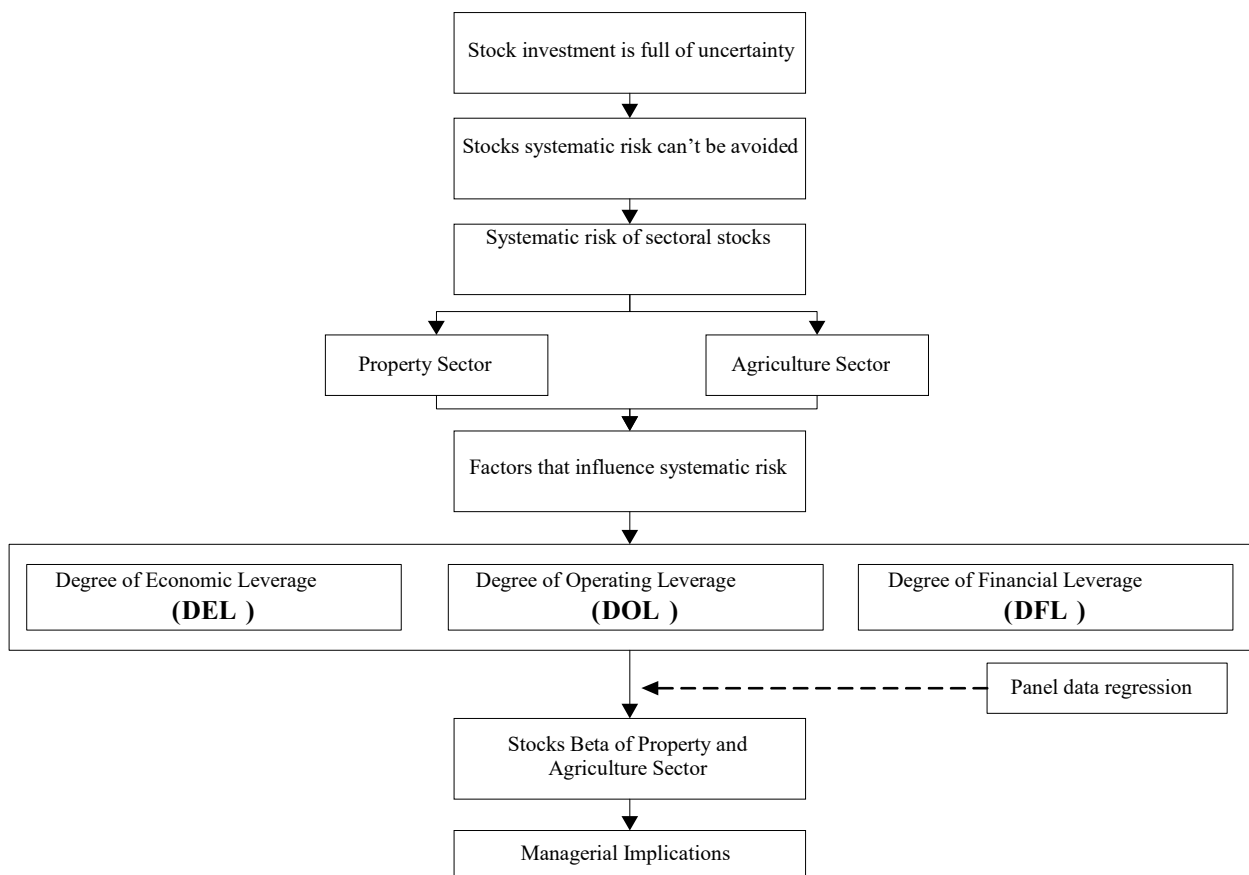 Stock investment is full of uncertainty
Stocks systematic risk can’t be avoided
Systematic risk of sectoral stocks
Property Sector
Agriculture Sector
Factors that influence systematic risk
Degree of Economic Leverage
(DEL )
Degree of Operating Leverage
(DOL )
Degree of Financial Leverage
(DFL )
Panel data regression
Stocks Beta of Property and
Agriculture Sector
Managerial Implications